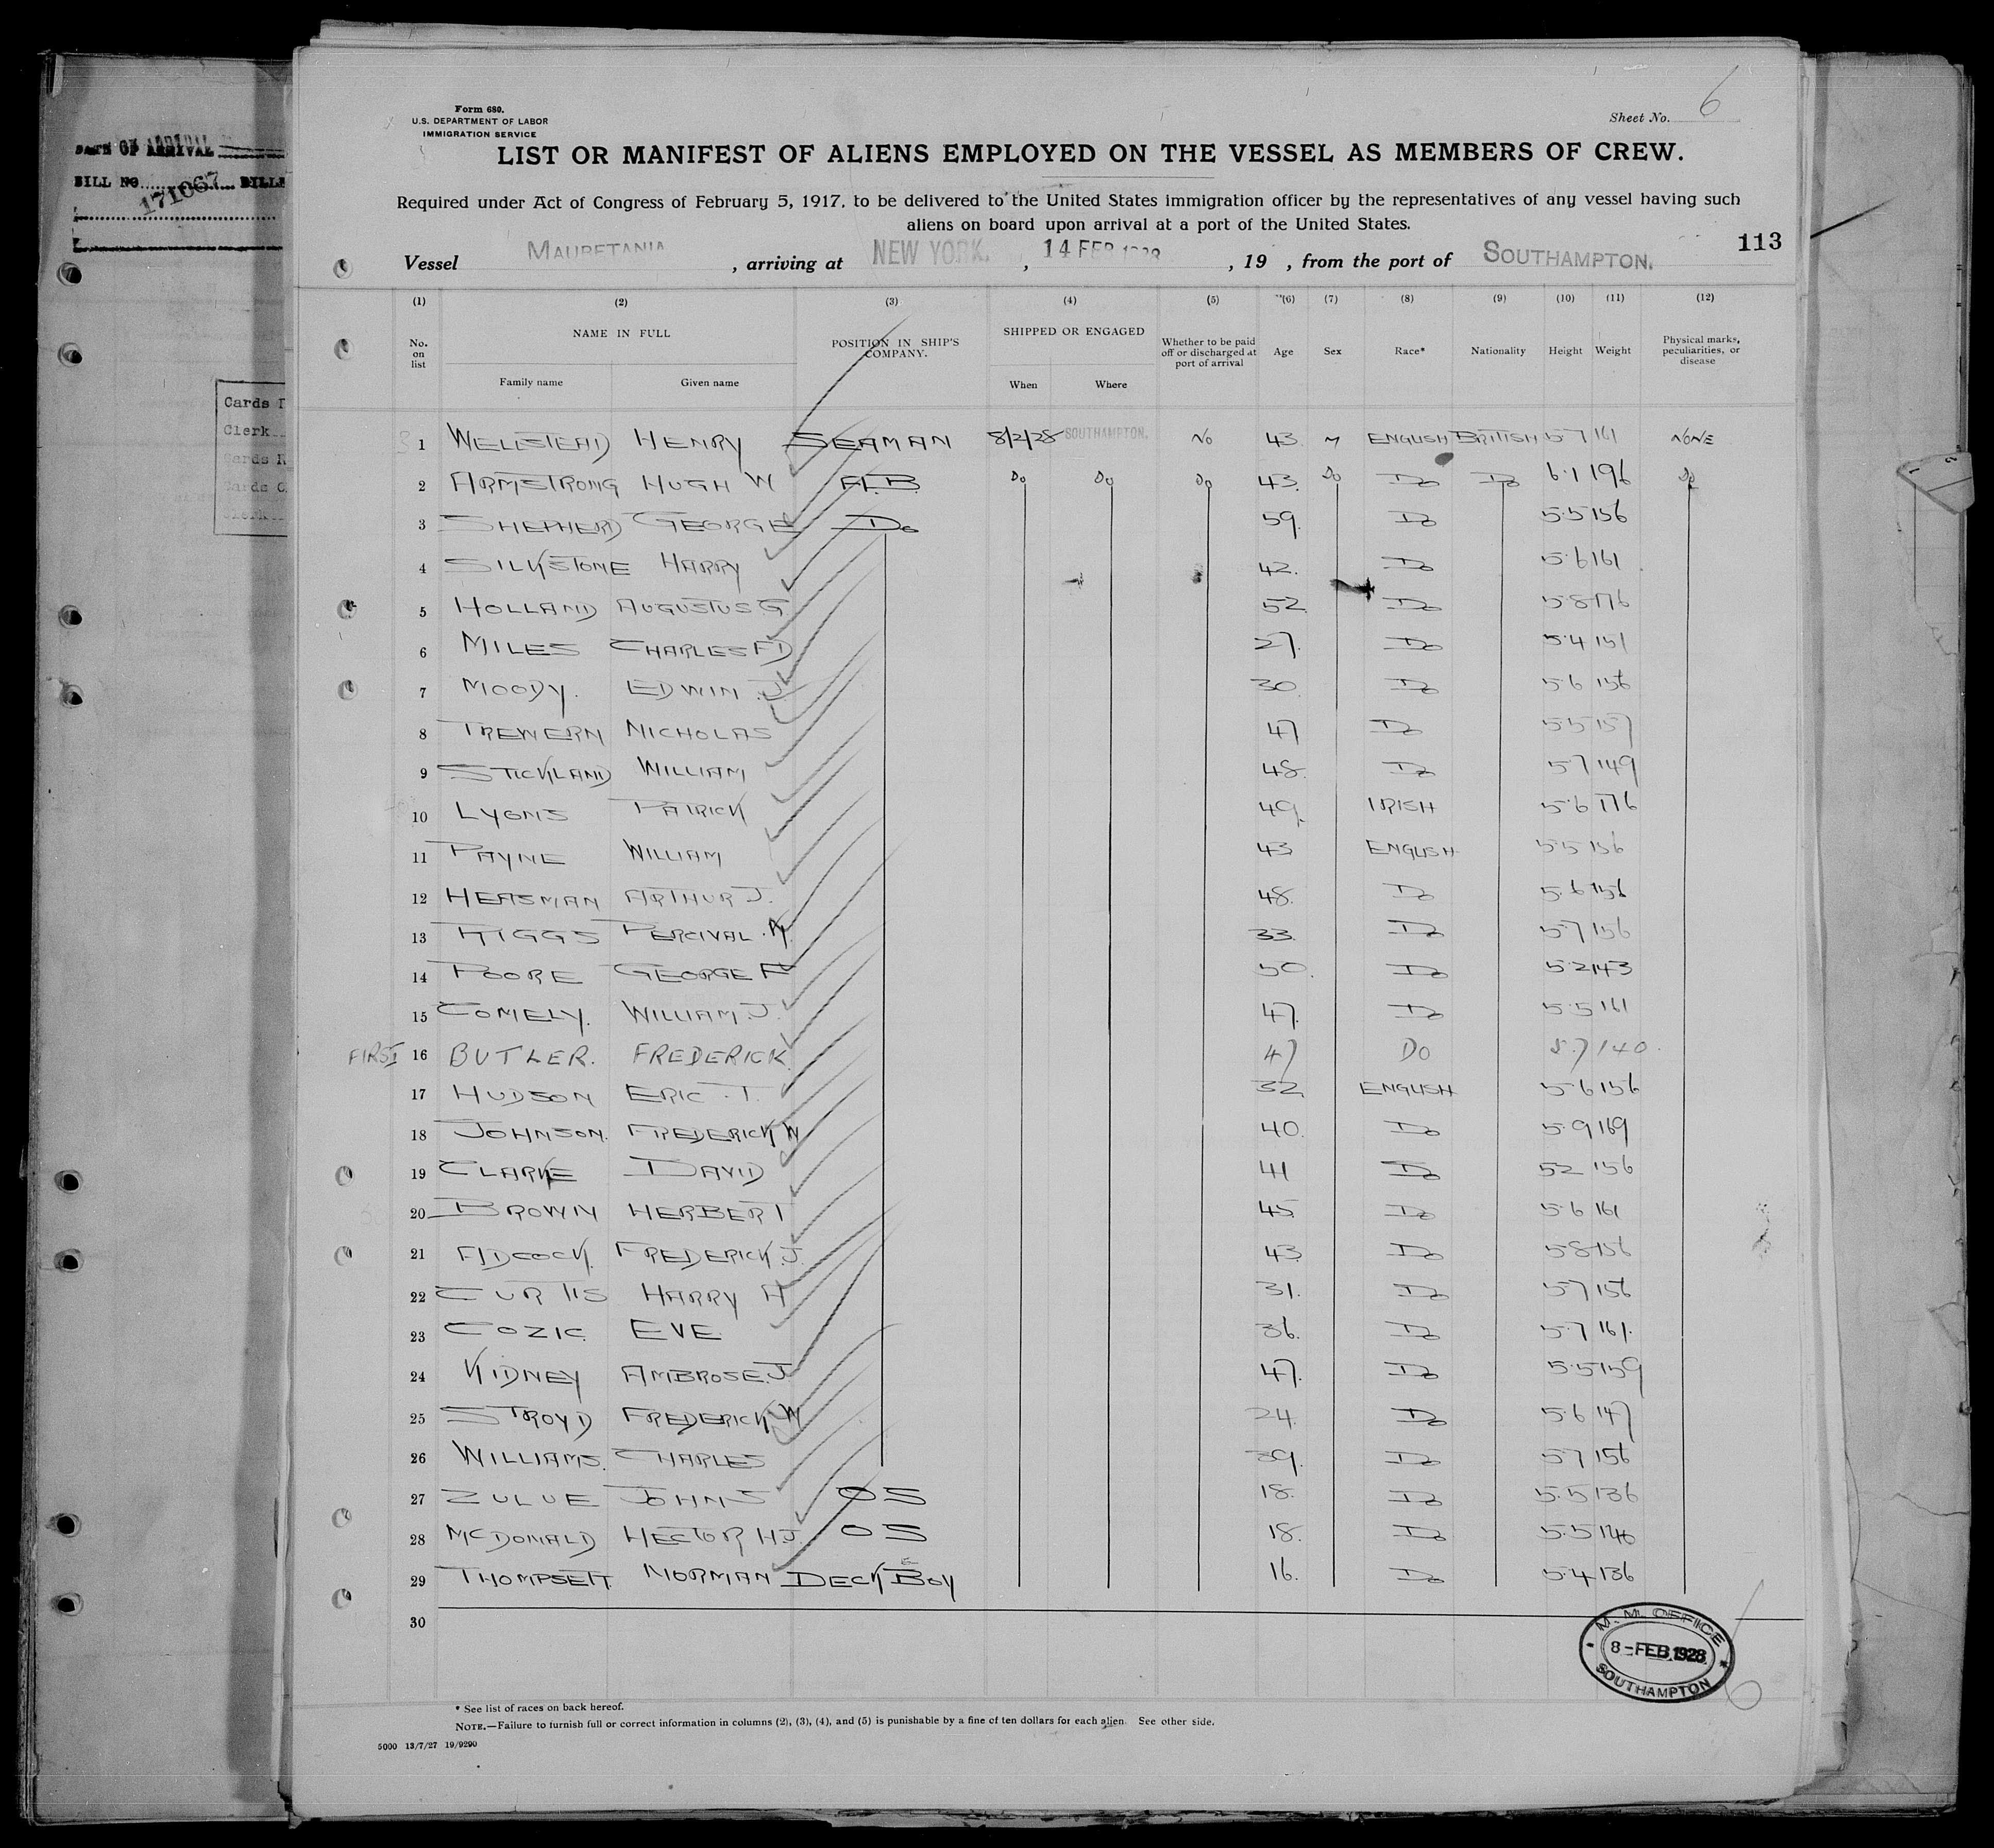 DATE OF ARRIVAL
BILL NO. 171067 BILL
Cards
Clerk
Cards
Cards
Form 680.
U.S. DEPARTMENT OF LABOR
IMMIGRATION SERVICE
Sheet No. 6
LIST OR MANIFEST OF ALIENS EMPLOYED ON THE VESSEL AS MEMBERS OF CREW.
Required under Act of Congress of February 5, 1917, to be delivered to the United States immigration officer by the representatives of any vessel having such
aliens on board upon arrival at a port of the United States.
113
Vessel MAURETANIA, arriving at NEW YORK. , 14 FEB 1928 , 19 , from the port of SOUTHAMPTON.
(1) (2) (3) (4) (5) (6) (7) (8) (9) (10) (11) (12)
No. on list NAME IN FULL POSITION IN SHIP'S COMPANY. SHIPPED OR ENGAGED Whether to be paid off or discharged at port of arrival Age Sex Race* Nationality Height Weight Physical marks, peculiarities, or disease
Family name Given name When Where
1 WELLSTEAD HENRY SEAMAN 8/2/28 SOUTHAMPTON. NO 43 M ENGLISH BRITISH 5·7 161 NONE
2 ARMSTRONG HUGH W A.B. Do Do Do 43. Do Do Do 6·1 196 Do
3 SHEPHERD GEORGE Do 59. Do 5·5 156
4 SILKSTONE HARRY 42. Do 5·6 161
5 HOLLAND AUGUSTUS.G 52 Do 5·8 176
6 MILES CHARLES F D 27. Do 5·4 151
7 MOODY. EDWIN .J. 30. Do 5·6 156
8 TREWERN NICHOLAS 47 Do 5·5 157
9 STICKLAND WILLIAM 48. Do 5·7 149
10 LYONS PATRICK 49. IRISH 5·6 176
11 PAYNE WILLIAM 43 ENGLISH 5·5 156
12 HEASMAN ARTHUR J. 48. Do 5·6 156
13 PERCIVAL 33. Do 5·7 156
14 POORE GEORGE F 50. Do 5·2 143
15 COMELY. WILLIAM. J. 47. Do 5·5 161
FIRST 16 BUTLER. FREDERICK. 47 DO 5.7 140.
17 HUDSON ERIC . T. 32 ENGLISH 5·6 156
18 JOHNSON. FREDERICK W 40. Do 5·9 169
19 CLARKE DAVID 41 Do 5·2 156
20 BROWN HERBERT 45. Do 5·6 161
21 ADCOCK. FREDERICK.J. 43 Do 5·8 156
22 CURTIS HARRY A 31. Do 5·7 156
23 COZIC EVE 36. Do 5·7 161.
24 KIDNEY AMBROSE.J 47. Do 5·5 159
25 STROYD FREDERICK.W 24. Do 5·6 147
26 WILLIAMS. CHARLES 39. Do 5·7 156
27 ZULUE JOHN S OS 18. Do 5·5 136
28 McDONALD HECTOR H.J. OS 18. Do 5·5 140
29 THOMPSETT NORMAN DECK BOY 16. Do 5·4 136
30
M. M. OFFICE
8 - FEB. 1928
SOUTHAMPTON
* See list of races on back hereof.
NOTE.—Failure to furnish full or correct information in columns (2), (3), (4), and (5) is punishable by a fine of ten dollars for each alien. See other side.
5000 13/7/27 19/9290